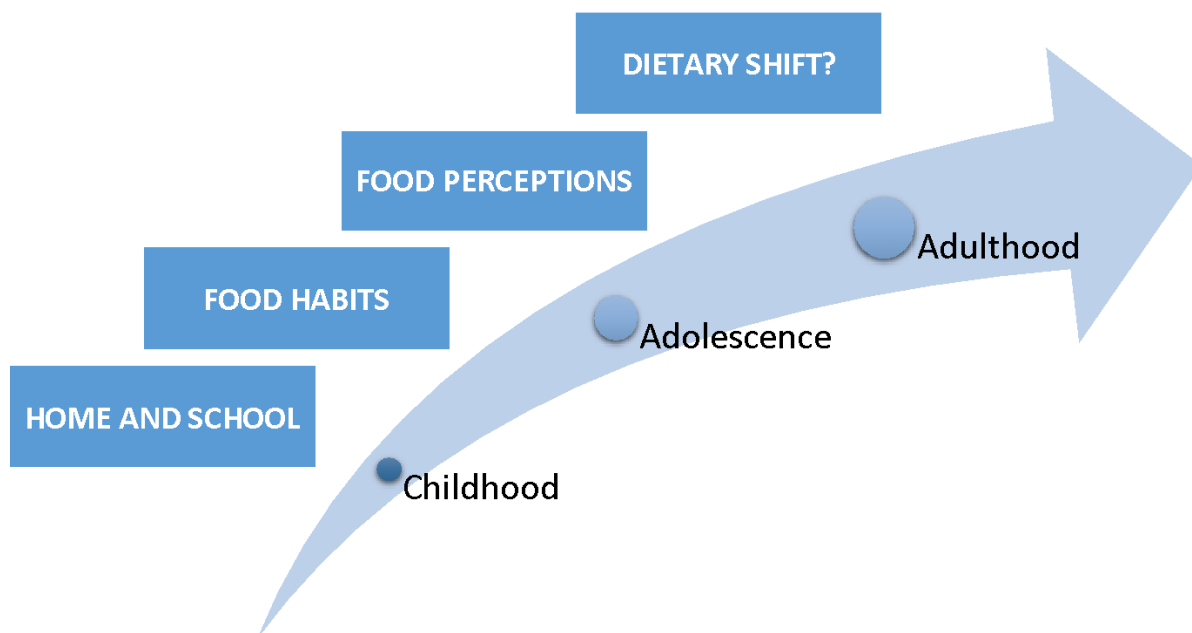 DIETARY SHIFT?
FOOD PERCEPTIONS
Adulthood
FOOD HABITS
Adolescence
HOME AND SCHOOL
Childhood